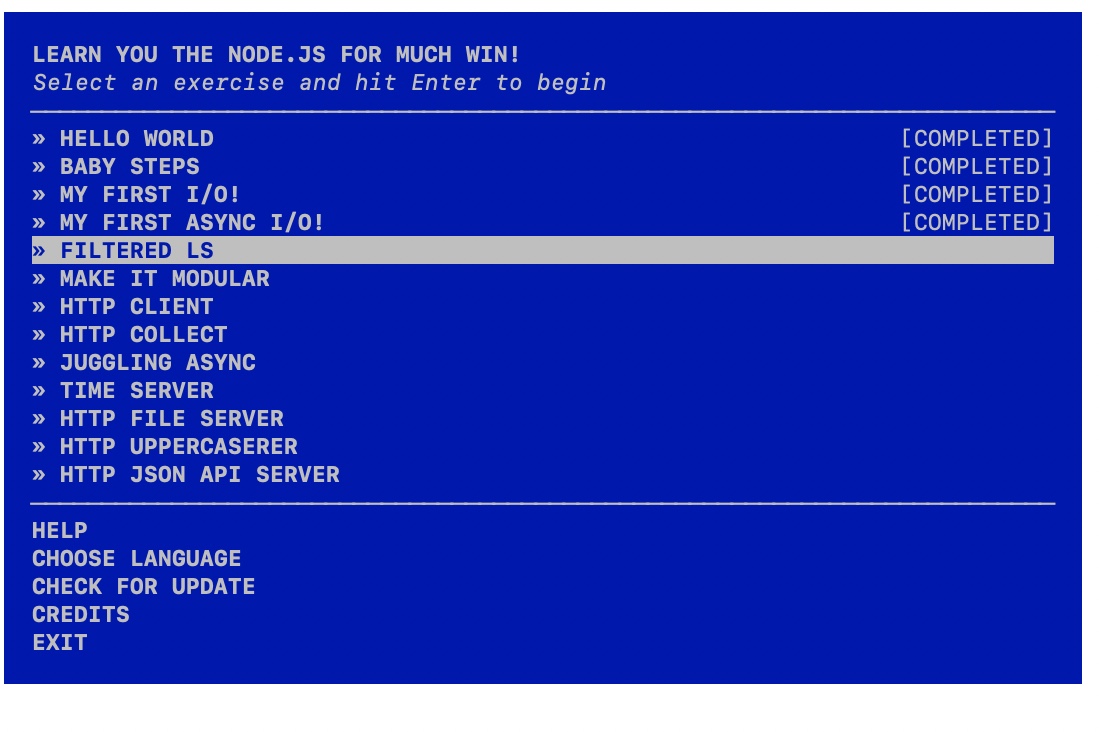 LEARN YOU THE NODE.JS FOR MUCH WIN!
Select an exercise and hit Enter to begin
» HELLO WORLD [COMPLETED]
» BABY STEPS [COMPLETED]
» MY FIRST I/O! [COMPLETED]
» MY FIRST ASYNC I/O! [COMPLETED]
» FILTERED LS
» MAKE IT MODULAR
» HTTP CLIENT
» HTTP COLLECT
» JUGGLING ASYNC
» TIME SERVER
» HTTP FILE SERVER
» HTTP UPPERCASERER
» HTTP JSON API SERVER
HELP
CHOOSE LANGUAGE
CHECK FOR UPDATE
CREDITS
EXIT